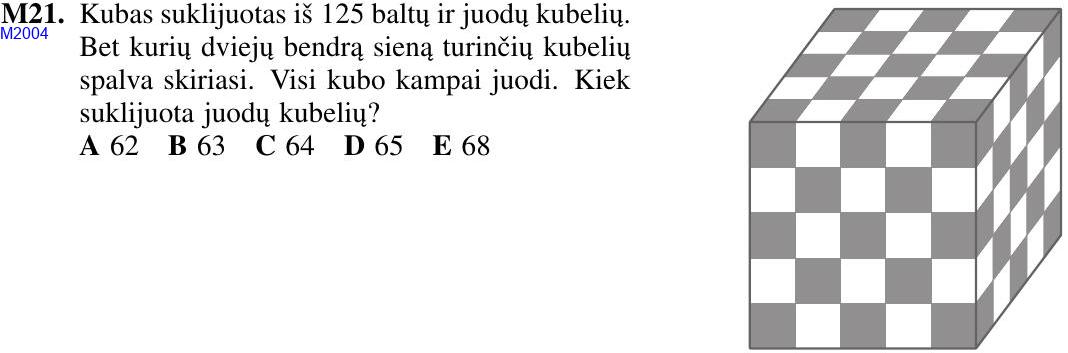 M21. Kubas suklijuotas iš 125 baltų ir juodų kubelių.
M2004
Bet kurių dviejų bendrą sieną turinčių kubelių
spalva skiriasi. Visi kubo kampai juodi. Kiek
suklijuota juodų kubelių?
A 62 B 63 C 64 D 65 E 68